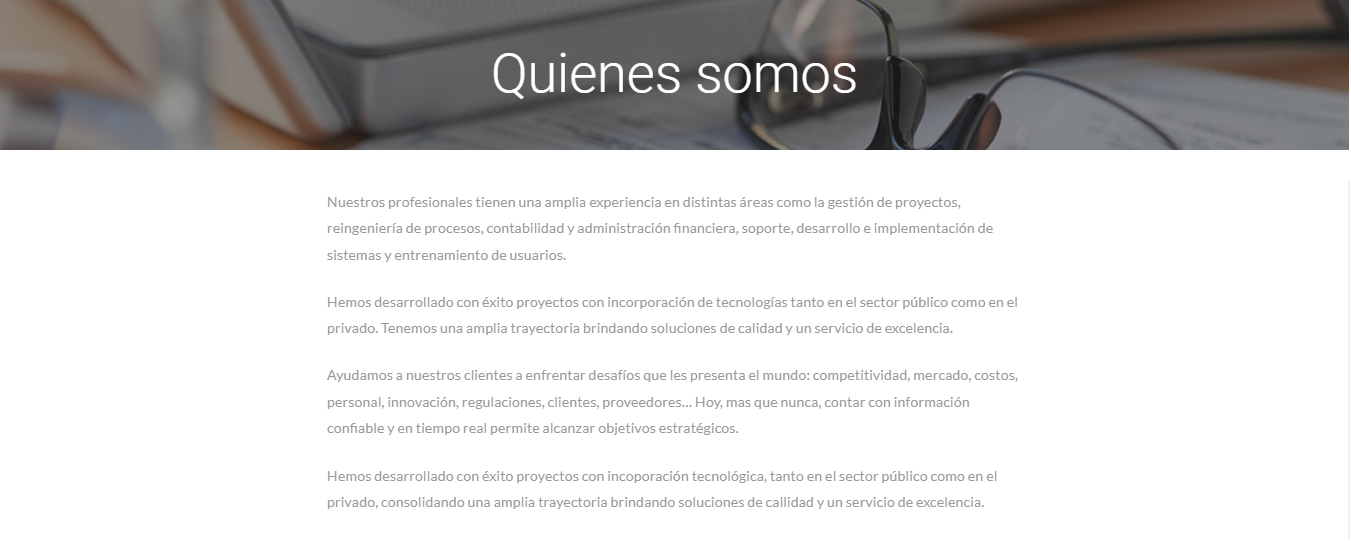 Quienes somos
Nuestros profesionales tienen una amplia experiencia en distintas áreas como la gestión de proyectos,
reingeniería de procesos, contabilidad y administración financiera, soporte, desarrollo e implementación de
sistemas y entrenamiento de usuarios.
Hemos desarrollado con éxito proyectos con incorporación de tecnologías tanto en el sector público como en el
privado. Tenemos una amplia trayectoria brindando soluciones de calidad y un servicio de excelencia.
Ayudamos a nuestros clientes a enfrentar desafíos que les presenta el mundo: competitividad, mercado, costos,
personal, innovación, regulaciones, clientes, proveedores... Hoy, mas que nunca, contar con información
confiable y en tiempo real permite alcanzar objetivos estratégicos.
Hemos desarrollado con éxito proyectos con incoporación tecnológica, tanto en el sector público como en el
privado, consolidando una amplia trayectoria brindando soluciones de callidad y un servicio de excelencia.